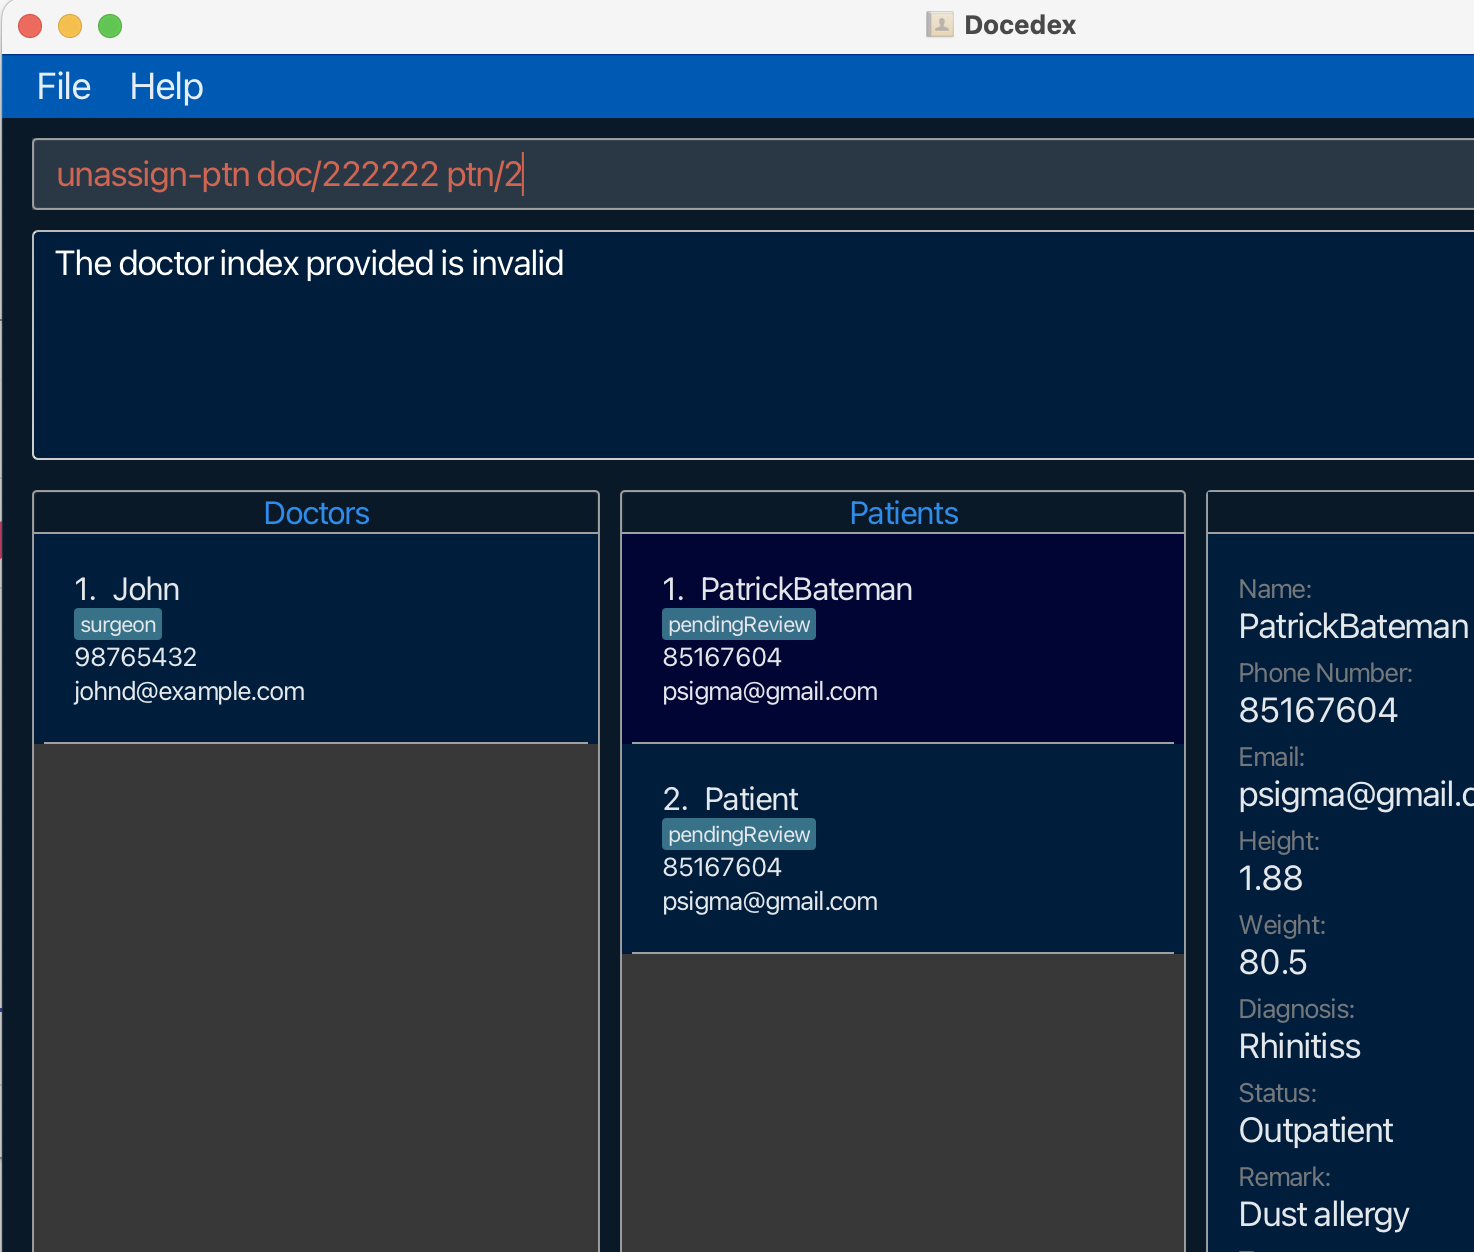 Docedex
File Help
unassign-ptn doc/222222 ptn/2
The doctor index provided is invalid
Doctors
1. John
surgeon
98765432
johnd@example.com
Patients
1. PatrickBateman
pendingReview
85167604
psigma@gmail.com
2. Patient
pendingReview
85167604
psigma@gmail.com
Name:
PatrickBateman
Phone Number:
85167604
Email:
psigma@gmail.c
Height:
1.88
Weight:
80.5
Diagnosis:
Rhinitiss
Status:
Outpatient
Remark:
Dust allergy